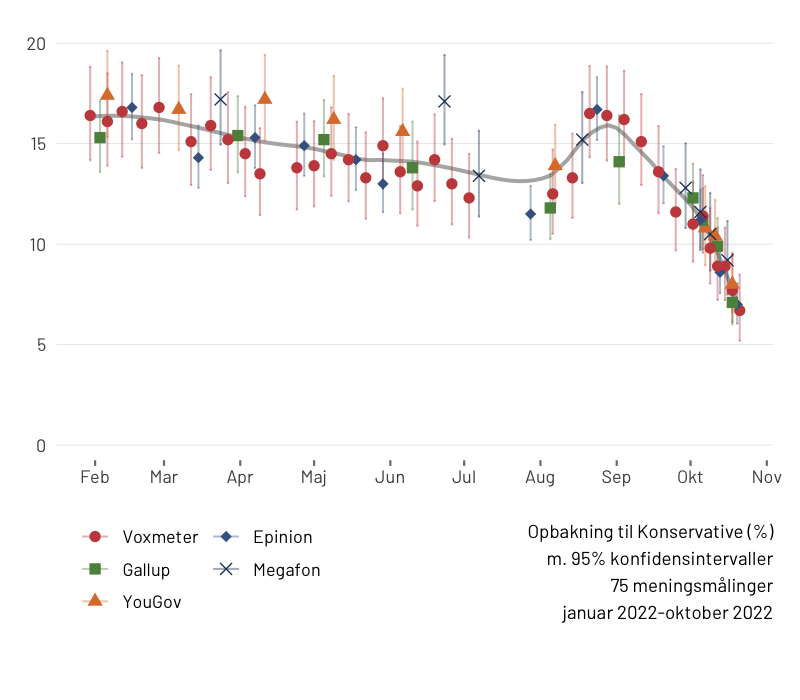 20
15
10
5
0
Feb Mar Apr Maj Jun Jul Aug Sep Okt Nov
Voxmeter Epinion
Gallup Megafon
YouGov
Opbakning til Konservative (%)
m. 95% konfidensintervaller
75 meningsmålinger
januar 2022-oktober 2022